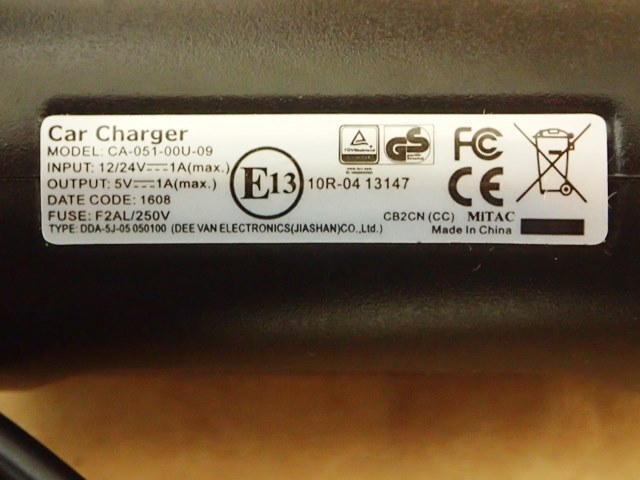 Car Charger
MODEL: CA-051-00U-09
INPUT: 12/24V⎓1A(max.)
OUTPUT: 5V⎓1A(max.)
DATE CODE: 1608
FUSE: F2AL/250V
TYPE: DDA-5J-05 050100 (DEE VAN ELECTRONICS(JIASHAN)CO.,Ltd.)
E13 10R-04 13147
GS
FC
CE
CB2CN (CC) MiTAC
Made In China